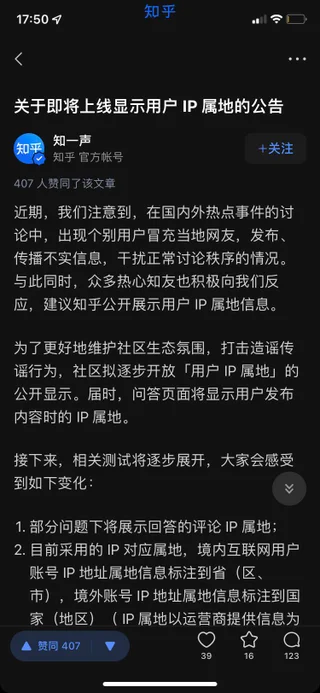 17:50
知乎
关于即将上线显示用户 IP 属地的公告
知乎
知一声
知乎 官方帐号
+关注
407 人赞同了该文章
近期，我们注意到，在国内外热点事件的讨
论中，出现个别用户冒充当地网友，发布、
传播不实信息，干扰正常讨论秩序的情况。
与此同时，众多热心知友也积极向我们反
应，建议知乎公开展示用户 IP 属地信息。
为了更好地维护社区生态氛围，打击造谣传
谣行为，社区拟逐步开放「用户 IP 属地」的
公开显示。届时，问答页面将显示用户发布
内容时的 IP 属地。
接下来，相关测试将逐步展开，大家会感受
到如下变化：
1. 部分问题下将展示回答的评论 IP 属地；
2. 目前采用的 IP 对应属地，境内互联网用户
账号 IP 地址属地信息标注到省（区、
市），境外账号 IP 地址属地信息标注到国
家（地区）（ IP 属地以运营商提供信息为
赞同 407
39
16
123